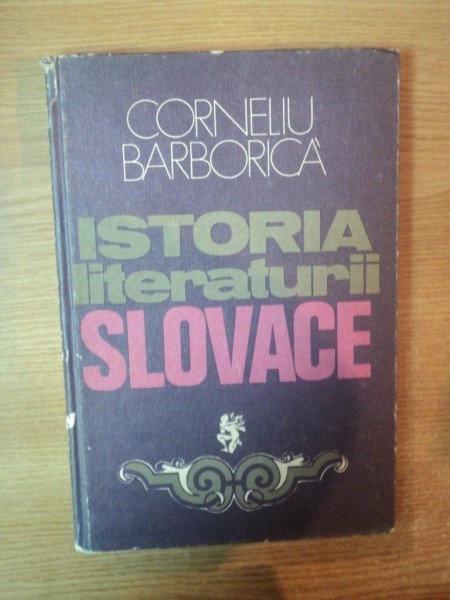 CORNELIU
BARBORICĂ
ISTORIA
literaturii
SLOVACE